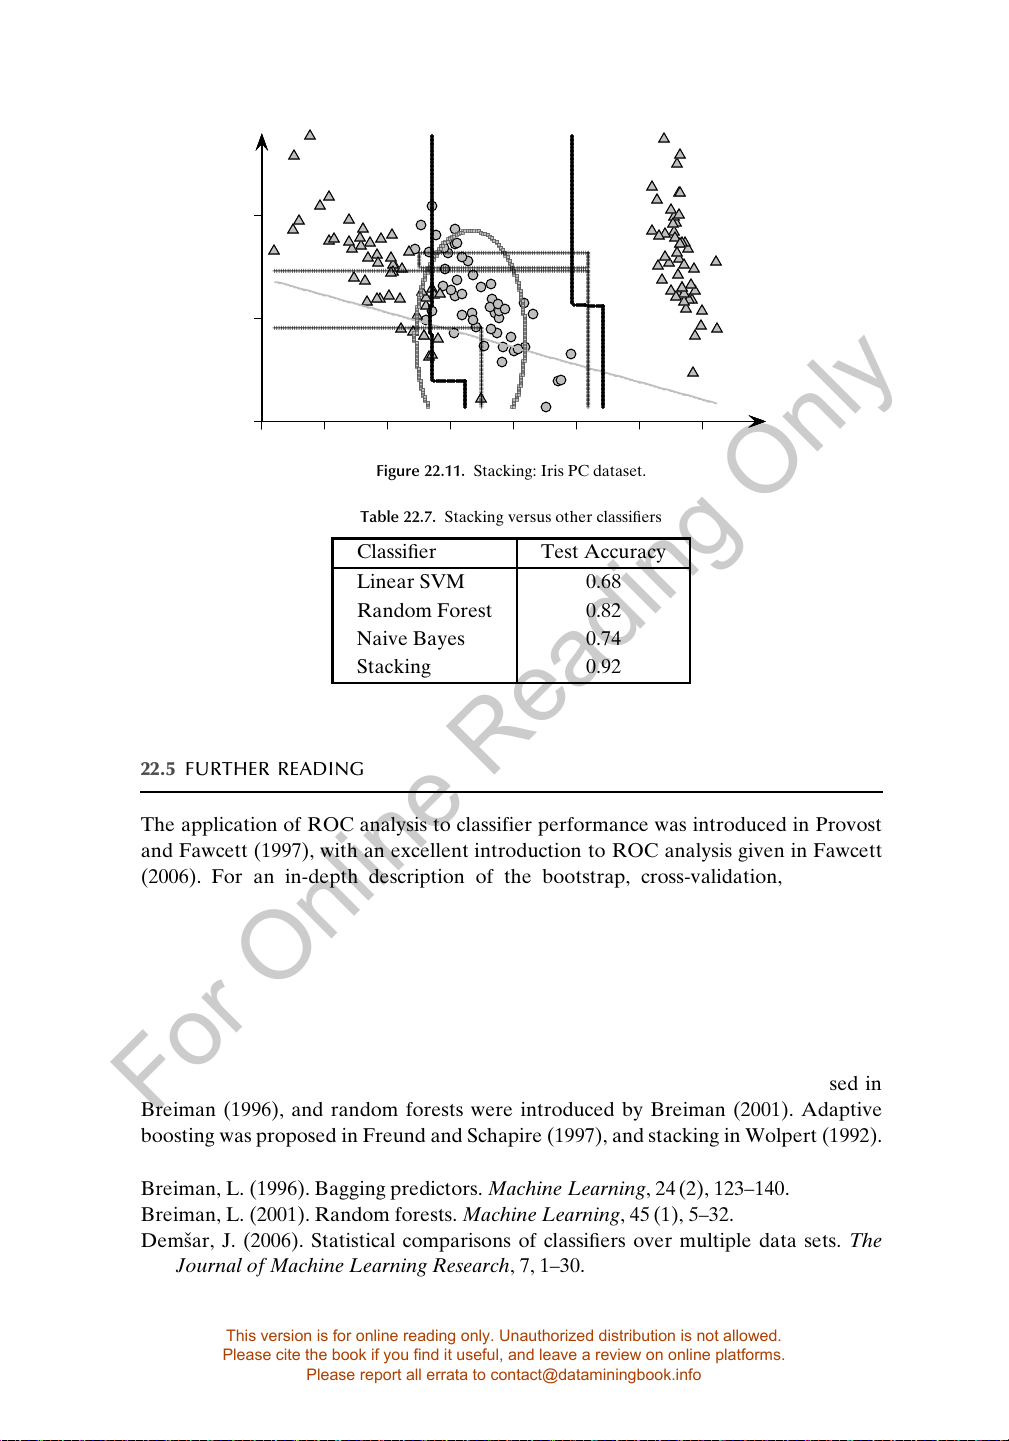 Figure 22.11. Stacking: Iris PC dataset.
Table 22.7. Stacking versus other classifiers
Classifier Test Accuracy
Linear SVM 0.68
Random Forest 0.82
Naive Bayes 0.74
Stacking 0.92
22.5 FURTHER READING
The application of ROC analysis to classifier performance was introduced in Provost
and Fawcett (1997), with an excellent introduction to ROC analysis given in Fawcett
(2006). For an in-depth description of the bootstrap, cross-validation,
sed in
Breiman (1996), and random forests were introduced by Breiman (2001). Adaptive
boosting was proposed in Freund and Schapire (1997), and stacking in Wolpert (1992).
Breiman, L. (1996). Bagging predictors. Machine Learning, 24 (2), 123–140.
Breiman, L. (2001). Random forests. Machine Learning, 45 (1), 5–32.
Demšar, J. (2006). Statistical comparisons of classifiers over multiple data sets. The
Journal of Machine Learning Research, 7, 1–30.
For Online Reading Only
This version is for online reading only. Unauthorized distribution is not allowed.
Please cite the book if you find it useful, and leave a review on online platforms.
Please report all errata to contact@dataminingbook.info